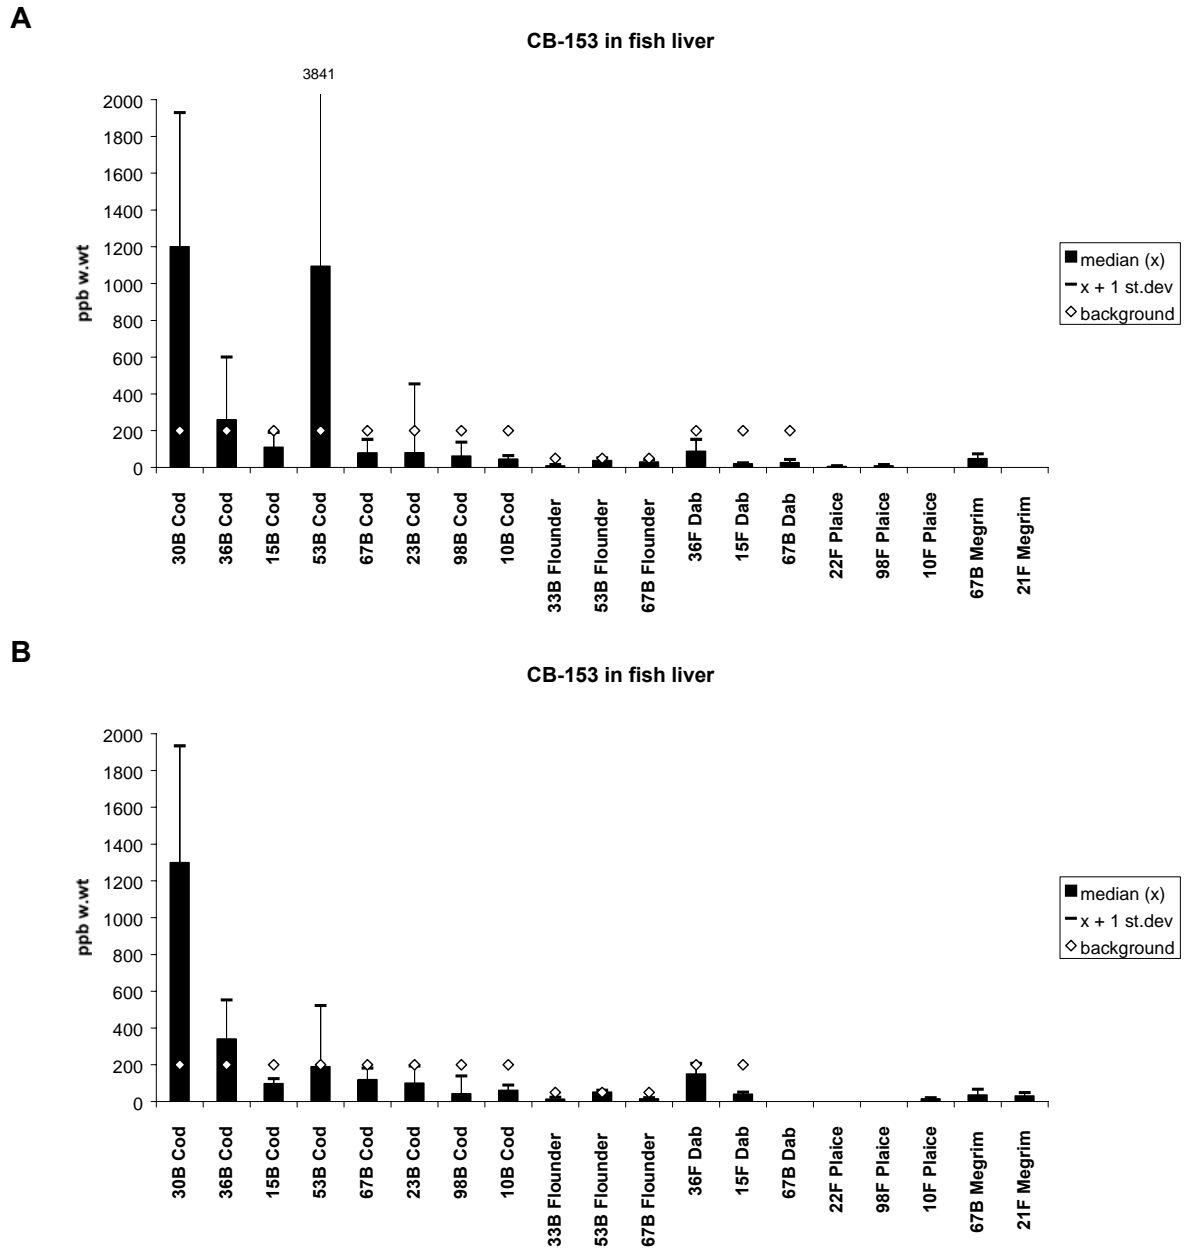 A
CB-153 in fish liver
3841
2000
1800
1600
1400
1200
1000
800
600
400
200
0
ppb w.wt
median (x)
x + 1 st.dev
background
30B Cod
36B Cod
15B Cod
53B Cod
67B Cod
23B Cod
98B Cod
10B Cod
33B Flounder
53B Flounder
67B Flounder
36F Dab
15F Dab
67B Dab
22F Plaice
98F Plaice
10F Plaice
67B Megrim
21F Megrim
B
CB-153 in fish liver
2000
1800
1600
1400
1200
1000
800
600
400
200
0
ppb w.wt
median (x)
x + 1 st.dev
background
30B Cod
36B Cod
15B Cod
53B Cod
67B Cod
23B Cod
98B Cod
10B Cod
33B Flounder
53B Flounder
67B Flounder
36F Dab
15F Dab
67B Dab
22F Plaice
98F Plaice
10F Plaice
67B Megrim
21F Megrim